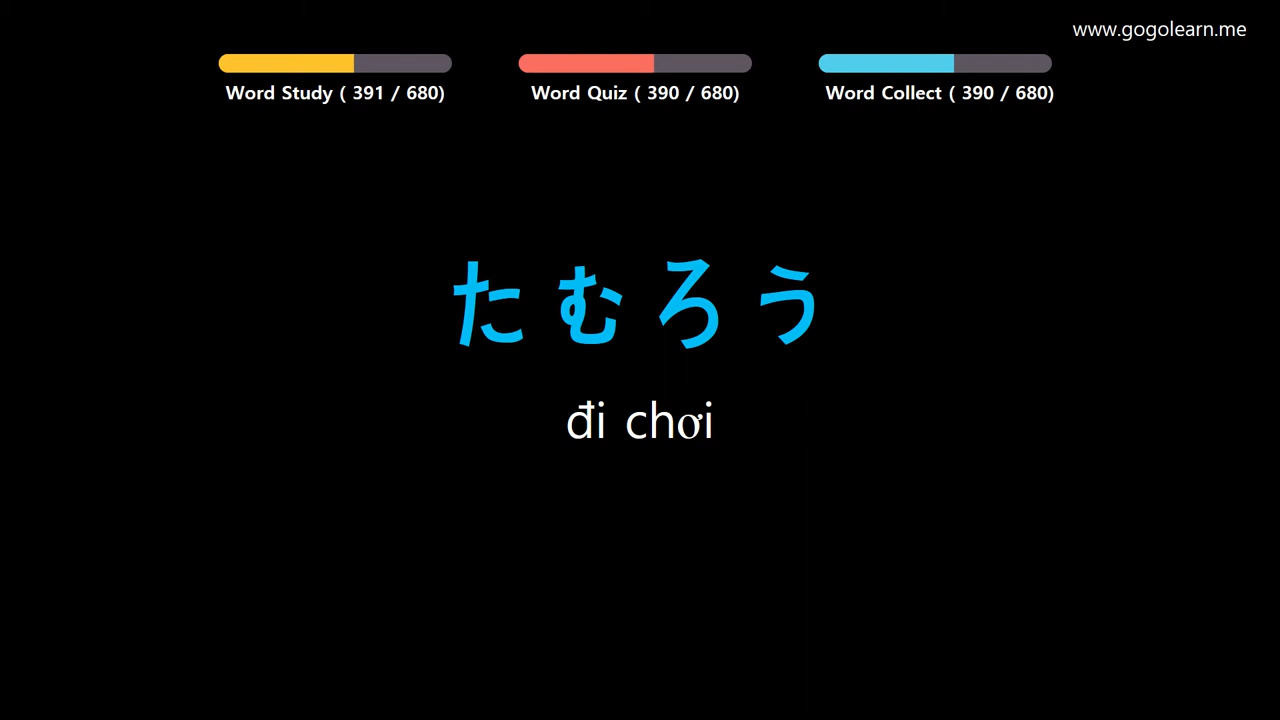 www.gogolearn.me
Word Study ( 391 / 680)
Word Quiz ( 390 / 680)
Word Collect ( 390 / 680)
たむろう
đi chơi